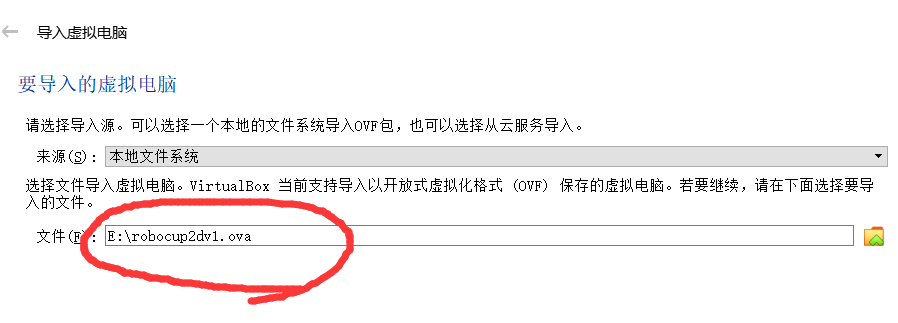 导入虚拟电脑
要导入的虚拟电脑
请选择导入源。可以选择一个本地的文件系统导入OVF包，也可以选择从云服务导入。
来源(S)：本地文件系统
选择文件导入虚拟电脑。VirtualBox 当前支持导入以开放式虚拟化格式 (OVF) 保存的虚拟电脑。若要继续，请在下面选择要导
入的文件。
文件(F)：E:\robocup2dv1.ova